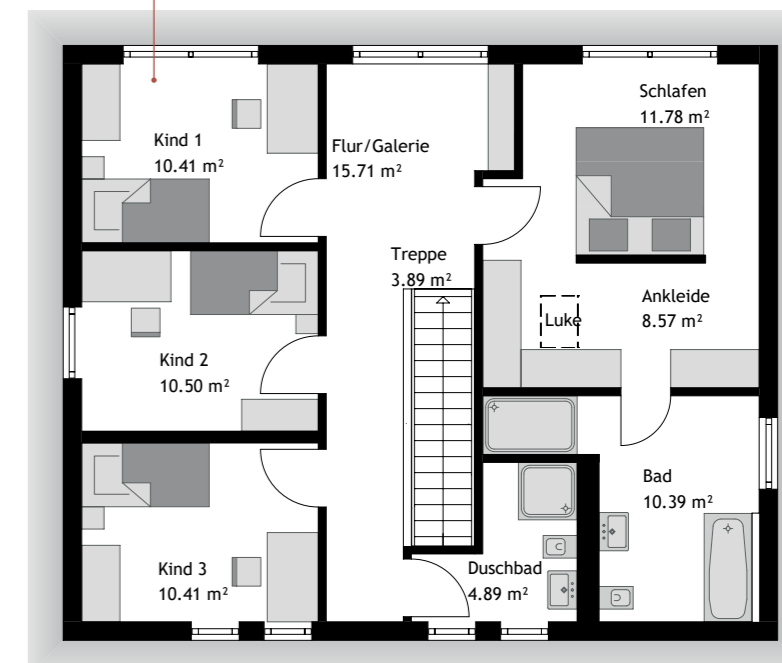 Kind 1
10.41 m²
Flur/Galerie
15.71 m²
Schlafen
11.78 m²
Treppe
3.89 m²
Ankleide
8.57 m²
Luke
Kind 2
10.50 m²
Bad
10.39 m²
Kind 3
10.41 m²
Duschbad
4.89 m²